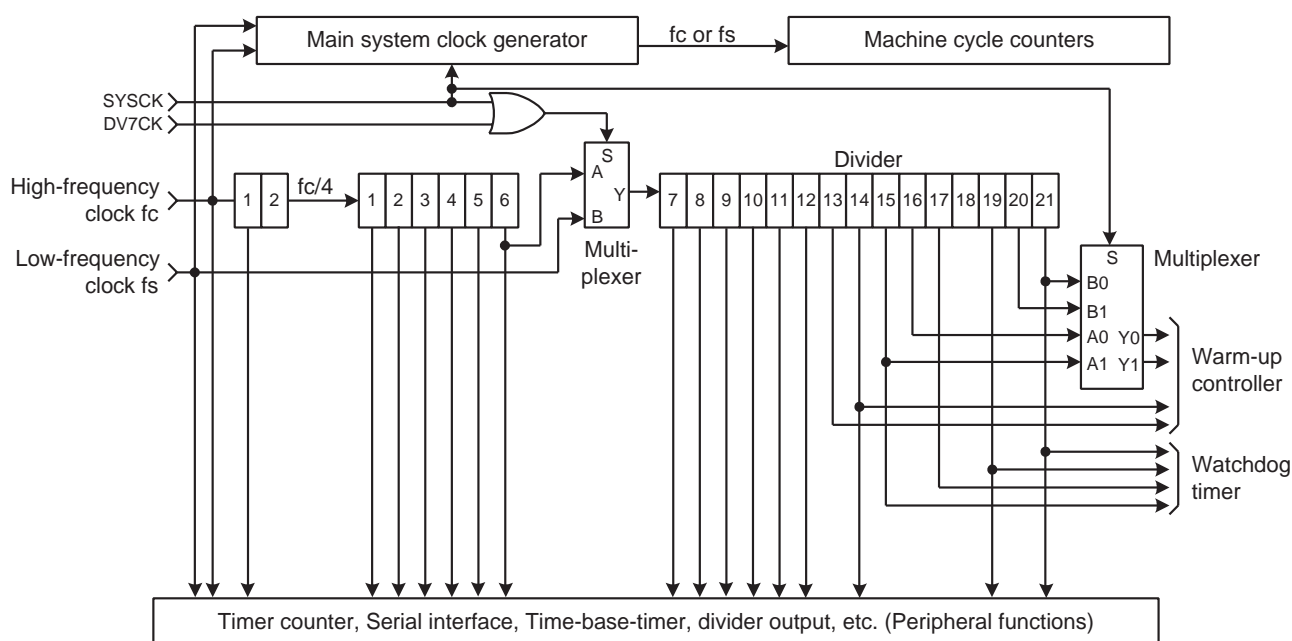 Main system clock generator
fc or fs
Machine cycle counters
SYSCK
DV7CK
High-frequency
clock fc
Low-frequency
clock fs
1 2
fc/4
1 2 3 4 5 6
S
A
B
Y
Multi-
plexer
Divider
7 8 9 10 11 12 13 14 15 16 17 18 19 20 21
S
B0
B1
A0 Y0
A1 Y1
Multiplexer
Warm-up
controller
Watchdog
timer
Timer counter, Serial interface, Time-base-timer, divider output, etc. (Peripheral functions)